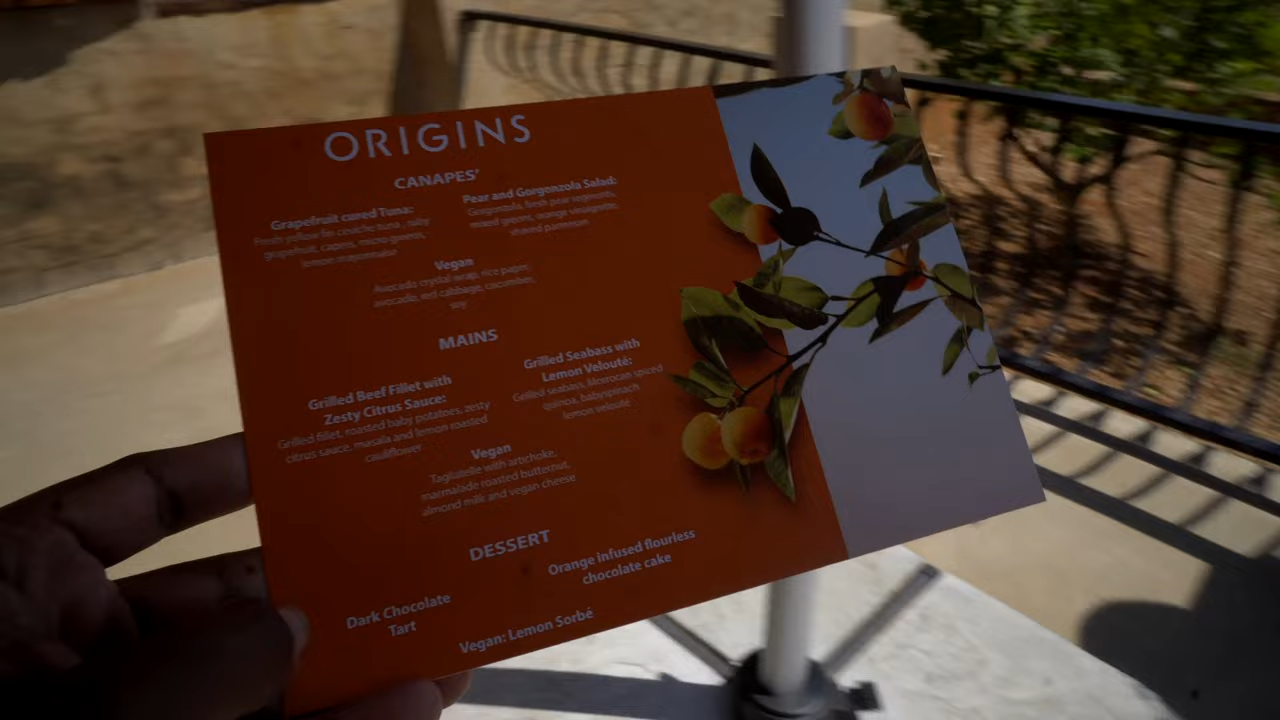 ORIGINS
CANAPES'
Grapefruit cured Tuna:
Fresh yellow fin ceviche tuna , ruby
grapefruit, capers, micro greens,
lemon mayonnaise
Pear and Gorgonzola Salad:
Gorgonzola, fresh pear segments,
mixed greens, orange vinaigrette,
shaved parmesan
Vegan
Avocado crystal wrap, rice paper,
avocado, red cabbage, cucumber,
soy
MAINS
Grilled Beef Fillet with
Zesty Citrus Sauce:
Grilled fillet, roasted baby potatoes, zesty
citrus sauce, masala and lemon roasted
cauliflower
Grilled Seabass with
Lemon Velouté:
Grilled seabass, Morrocan spiced
quinoa, babyspinach
lemon velouté
Vegan
Tagliatelle with artichoke,
marmalade roasted butternut,
almond milk and vegan cheese
DESSERT
Dark Chocolate
Tart
Orange infused flourless
chocolate cake
Vegan: Lemon Sorbé